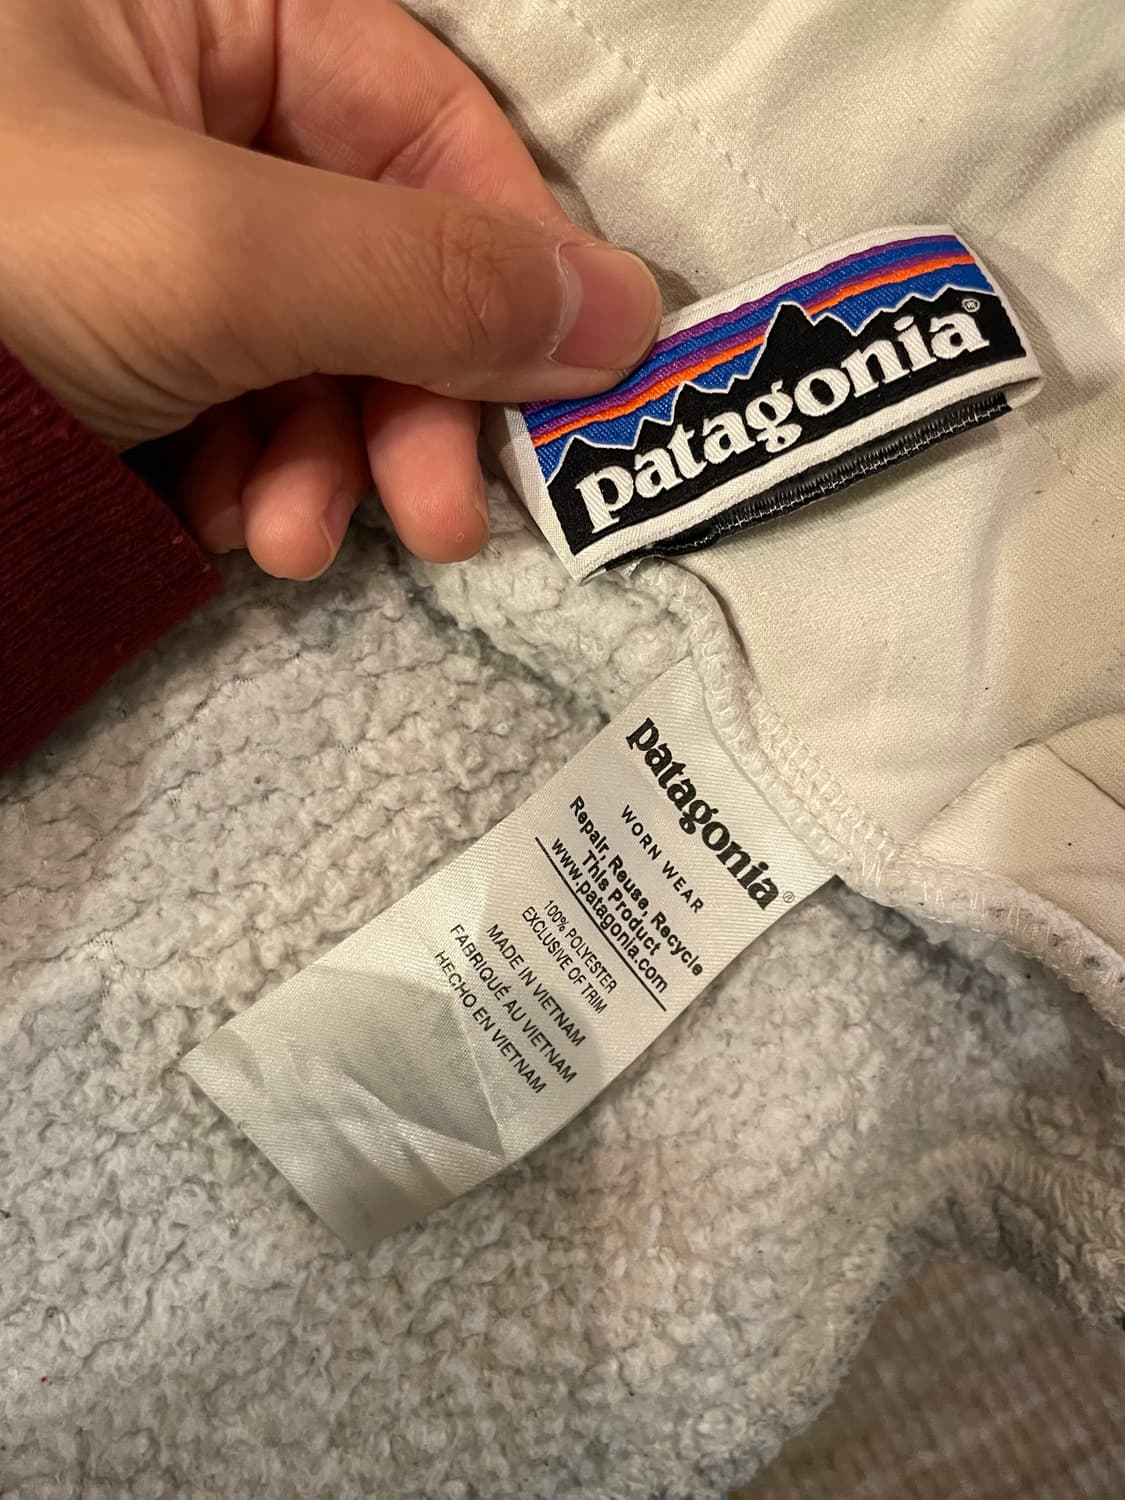 patagonia®
patagonia®
WORN WEAR
Repair, Reuse, Recycle
This Product
www.patagonia.com
100% POLYESTER
EXCLUSIVE OF TRIM
MADE IN VIETNAM
FABRIQUÉ AU VIETNAM
HECHO EN VIETNAM